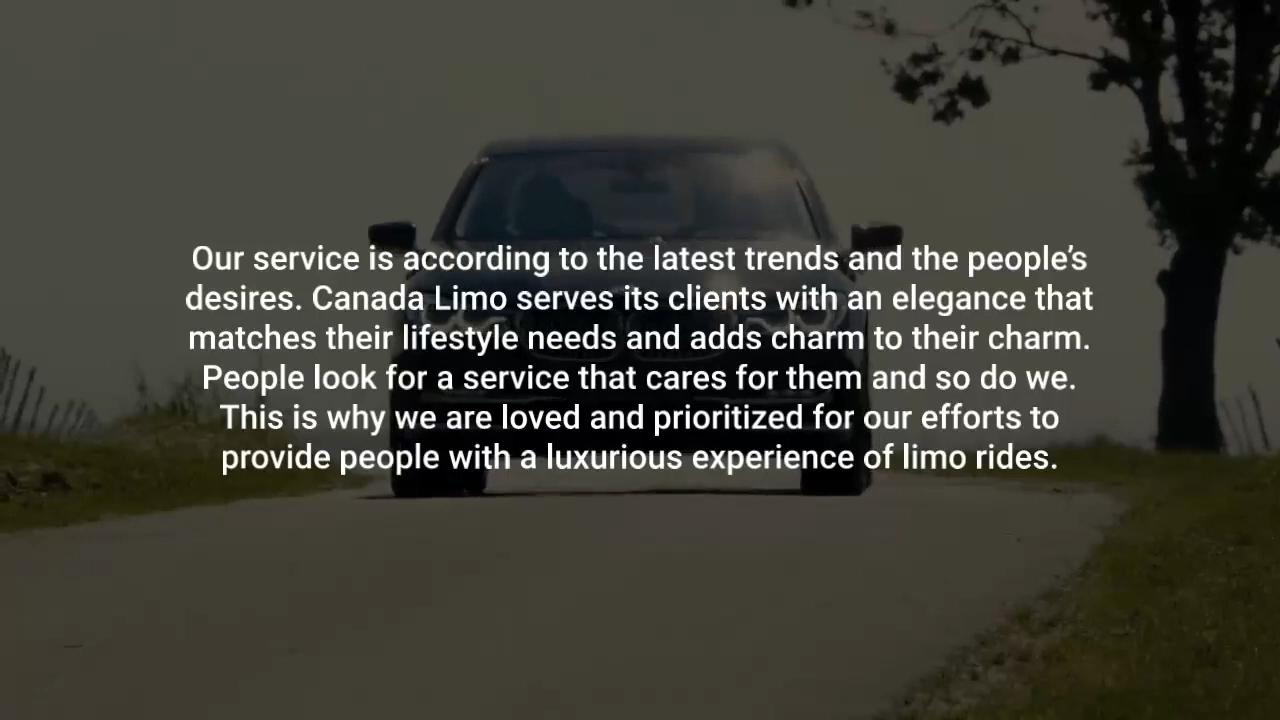 Our service is according to the latest trends and the people’s
desires. Canada Limo serves its clients with an elegance that
matches their lifestyle needs and adds charm to their charm.
People look for a service that cares for them and so do we.
This is why we are loved and prioritized for our efforts to
provide people with a luxurious experience of limo rides.